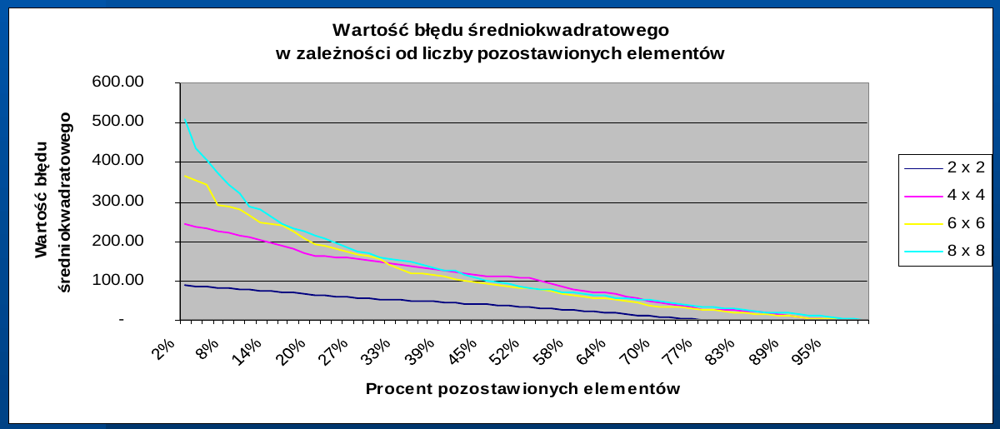 Wartość błędu średniokwadratowego
w zależności od liczby pozostawionych elementów
600.00
500.00
400.00
300.00
200.00
100.00
-
Wartość błędu
średniokwadratowego
2%
8%
14%
20%
27%
33%
39%
45%
52%
58%
64%
70%
77%
83%
89%
95%
Procent pozostawionych elementów
2 x 2
4 x 4
6 x 6
8 x 8